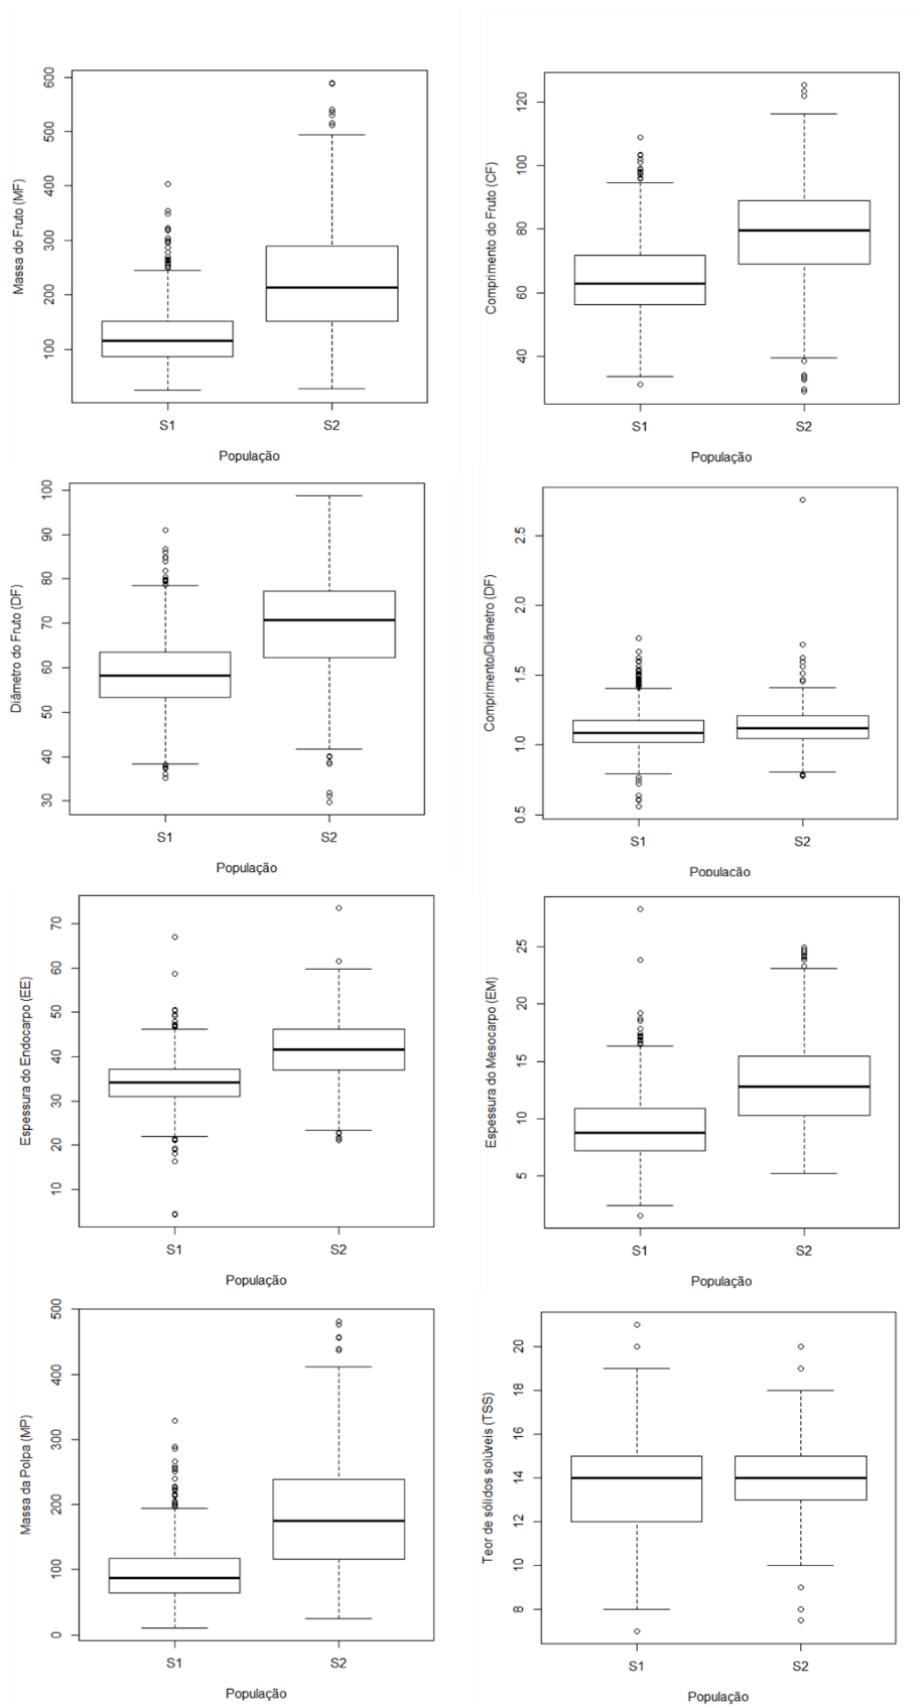 Massa do Fruto (MF)
600
500
400
300
200
100
S1
S2
População
Comprimento do Fruto (CF)
120
100
80
60
40
S1
S2
População
Diâmetro do Fruto (DF)
100
90
80
70
60
50
40
30
S1
S2
População
Comprimento/Diâmetro (DF)
2.5
2.0
1.5
1.0
0.5
S1
S2
População
Espessura do Endocarpo (EE)
70
60
50
40
30
20
10
S1
S2
População
Espessura do Mesocarpo (EM)
25
20
15
10
5
S1
S2
População
Massa da Polpa (MP)
500
400
300
200
100
0
S1
S2
População
Teor de sólidos solúveis (TSS)
20
18
16
14
12
10
8
S1
S2
População